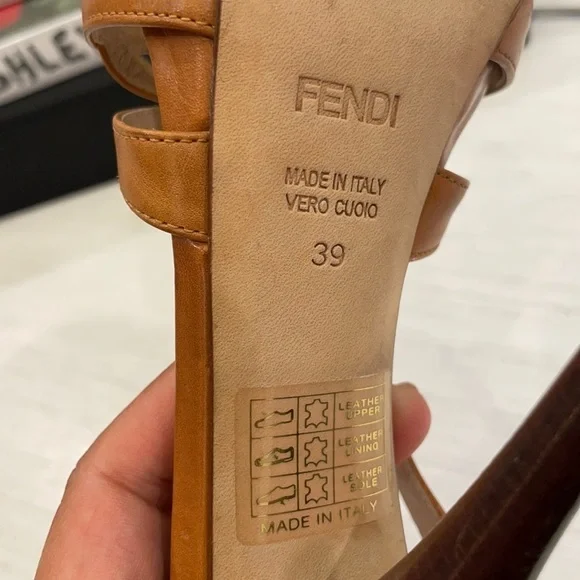 FENDI
MADE IN ITALY
VERO CUOIO
39
LEATHER
UPPER
LEATHER
LINING
LEATHER
SOLE
MADE IN ITALY